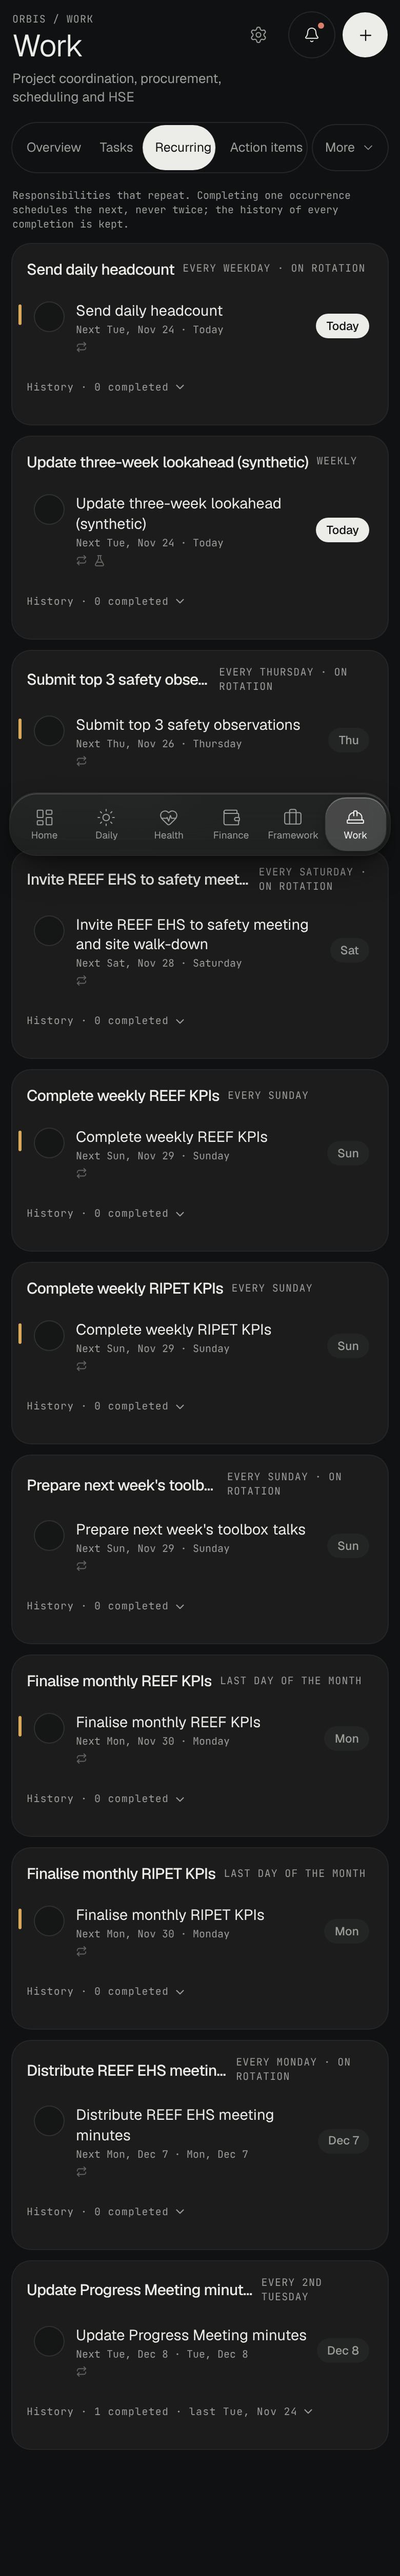 ORBIS / WORK
Work
Project coordination, procurement,
scheduling and HSE
Overview Tasks Recurring Action items More
Responsibilities that repeat. Completing one occurrence
schedules the next, never twice; the history of every
completion is kept.
Send daily headcount EVERY WEEKDAY · ON ROTATION
Send daily headcount
Next Tue, Nov 24 · Today
Today
History · 0 completed
Update three-week lookahead (synthetic) WEEKLY
Update three-week lookahead
(synthetic)
Next Tue, Nov 24 · Today
Today
History · 0 completed
Submit top 3 safety obse... EVERY THURSDAY · ON
ROTATION
Submit top 3 safety observations
Next Thu, Nov 26 · Thursday
Thu
Home Daily Health Finance Framework Work
Invite REEF EHS to safety meet... EVERY SATURDAY ·
ON ROTATION
Invite REEF EHS to safety meeting
and site walk-down
Next Sat, Nov 28 · Saturday
Sat
History · 0 completed
Complete weekly REEF KPIs EVERY SUNDAY
Complete weekly REEF KPIs
Next Sun, Nov 29 · Sunday
Sun
History · 0 completed
Complete weekly RIPET KPIs EVERY SUNDAY
Complete weekly RIPET KPIs
Next Sun, Nov 29 · Sunday
Sun
History · 0 completed
Prepare next week's toolb... EVERY SUNDAY · ON
ROTATION
Prepare next week's toolbox talks
Next Sun, Nov 29 · Sunday
Sun
History · 0 completed
Finalise monthly REEF KPIs LAST DAY OF THE MONTH
Finalise monthly REEF KPIs
Next Mon, Nov 30 · Monday
Mon
History · 0 completed
Finalise monthly RIPET KPIs LAST DAY OF THE MONTH
Finalise monthly RIPET KPIs
Next Mon, Nov 30 · Monday
Mon
History · 0 completed
Distribute REEF EHS meetin... EVERY MONDAY · ON
ROTATION
Distribute REEF EHS meeting
minutes
Next Mon, Dec 7 · Mon, Dec 7
Dec 7
History · 0 completed
Update Progress Meeting minut... EVERY 2ND
TUESDAY
Update Progress Meeting minutes
Next Tue, Dec 8 · Tue, Dec 8
Dec 8
History · 1 completed · last Tue, Nov 24